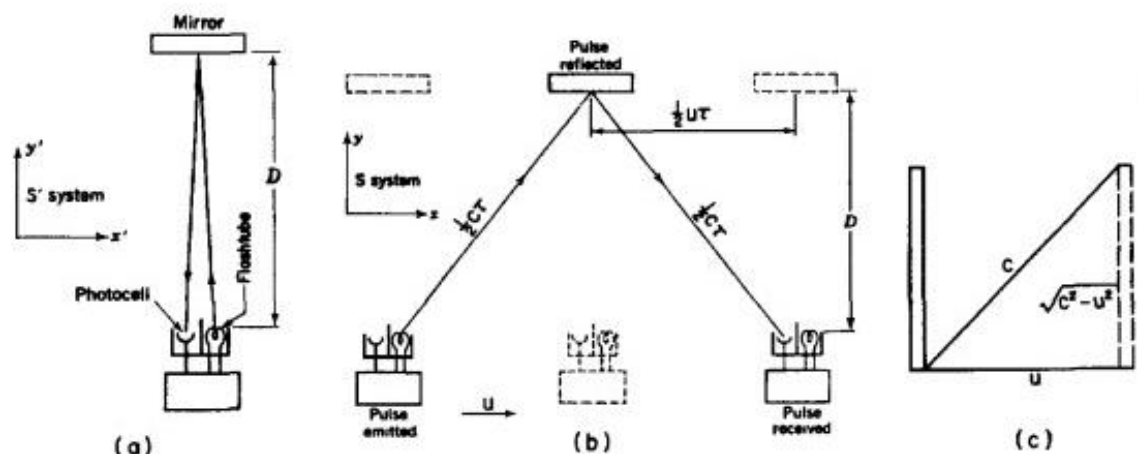 Mirror
y'
S' system
x'
D
Photocell
Flashtube
(a)
Pulse
reflected
½uτ
y
S system
x
½cτ
½cτ
D
Pulse
emitted
u
(b)
Pulse
received
c
√c² – u²
u
(c)